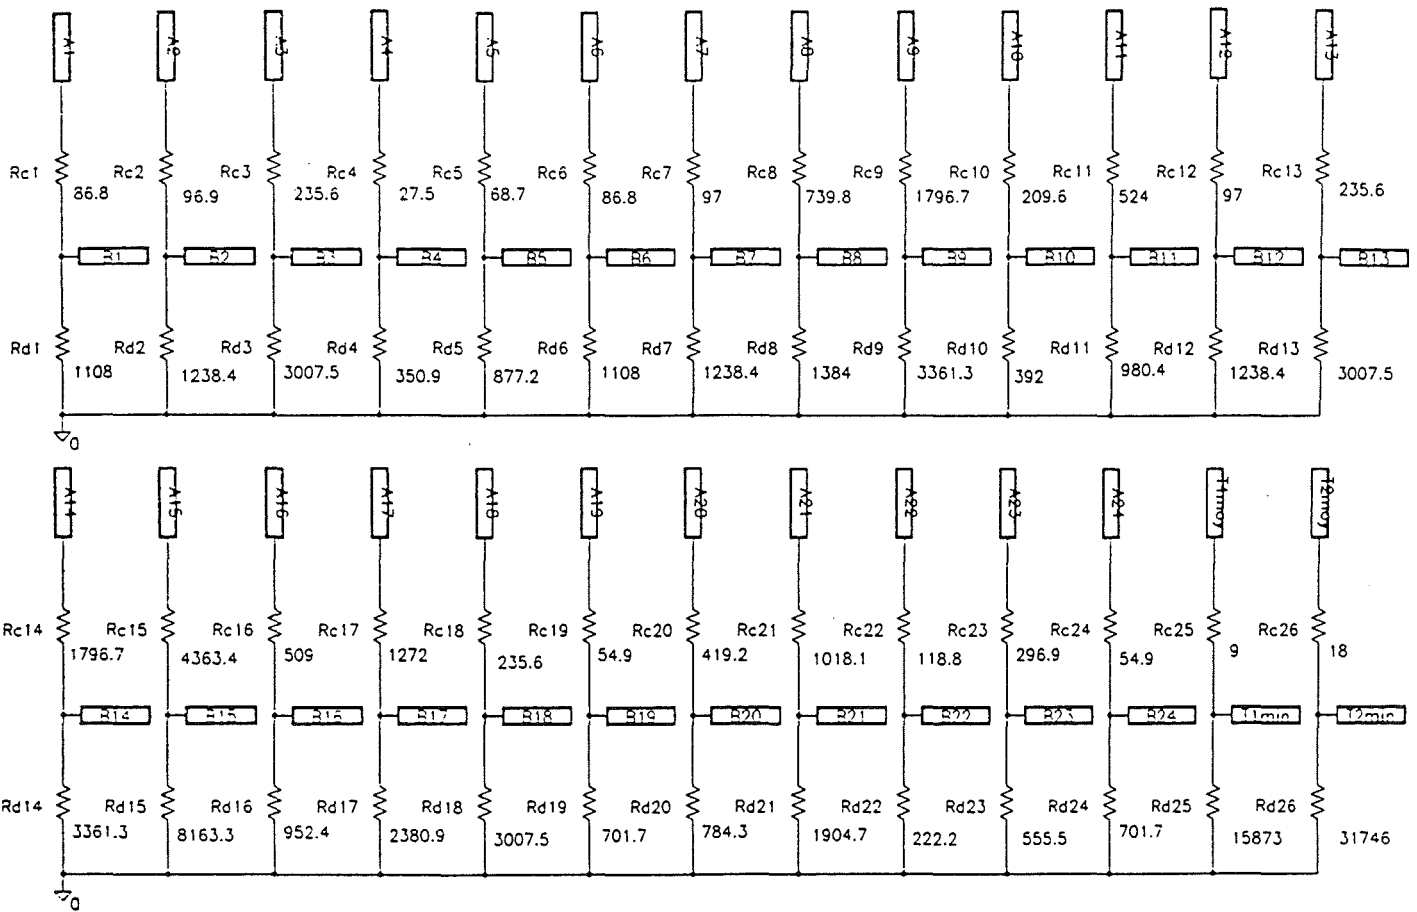 A1 A2 A3 A4 A5 A6 A7 A8 A9 A10 A11 A12 A13
Rc1 Rc2 Rc3 Rc4 Rc5 Rc6 Rc7 Rc8 Rc9 Rc10 Rc11 Rc12 Rc13
86.8 96.9 235.6 27.5 68.7 86.8 97 739.8 1796.7 209.6 524 97 235.6
B1 B2 B3 B4 B5 B6 B7 B8 B9 B10 B11 B12 B13
Rd1 Rd2 Rd3 Rd4 Rd5 Rd6 Rd7 Rd8 Rd9 Rd10 Rd11 Rd12 Rd13
1108 1238.4 3007.5 350.9 877.2 1108 1238.4 1384 3361.3 392 980.4 1238.4 3007.5
0
A14 A15 A16 A17 A18 A19 A20 A21 A22 A23 A24 T1moy T2moy
Rc14 Rc15 Rc16 Rc17 Rc18 Rc19 Rc20 Rc21 Rc22 Rc23 Rc24 Rc25 Rc26
1796.7 4363.4 509 1272 235.6 54.9 419.2 1018.1 118.8 296.9 54.9 9 18
B14 B15 B16 B17 B18 B19 B20 B21 B22 B23 B24 T1min T2min
Rd14 Rd15 Rd16 Rd17 Rd18 Rd19 Rd20 Rd21 Rd22 Rd23 Rd24 Rd25 Rd26
3361.3 8163.3 952.4 2380.9 3007.5 701.7 784.3 1904.7 222.2 555.5 701.7 15873 31746
0